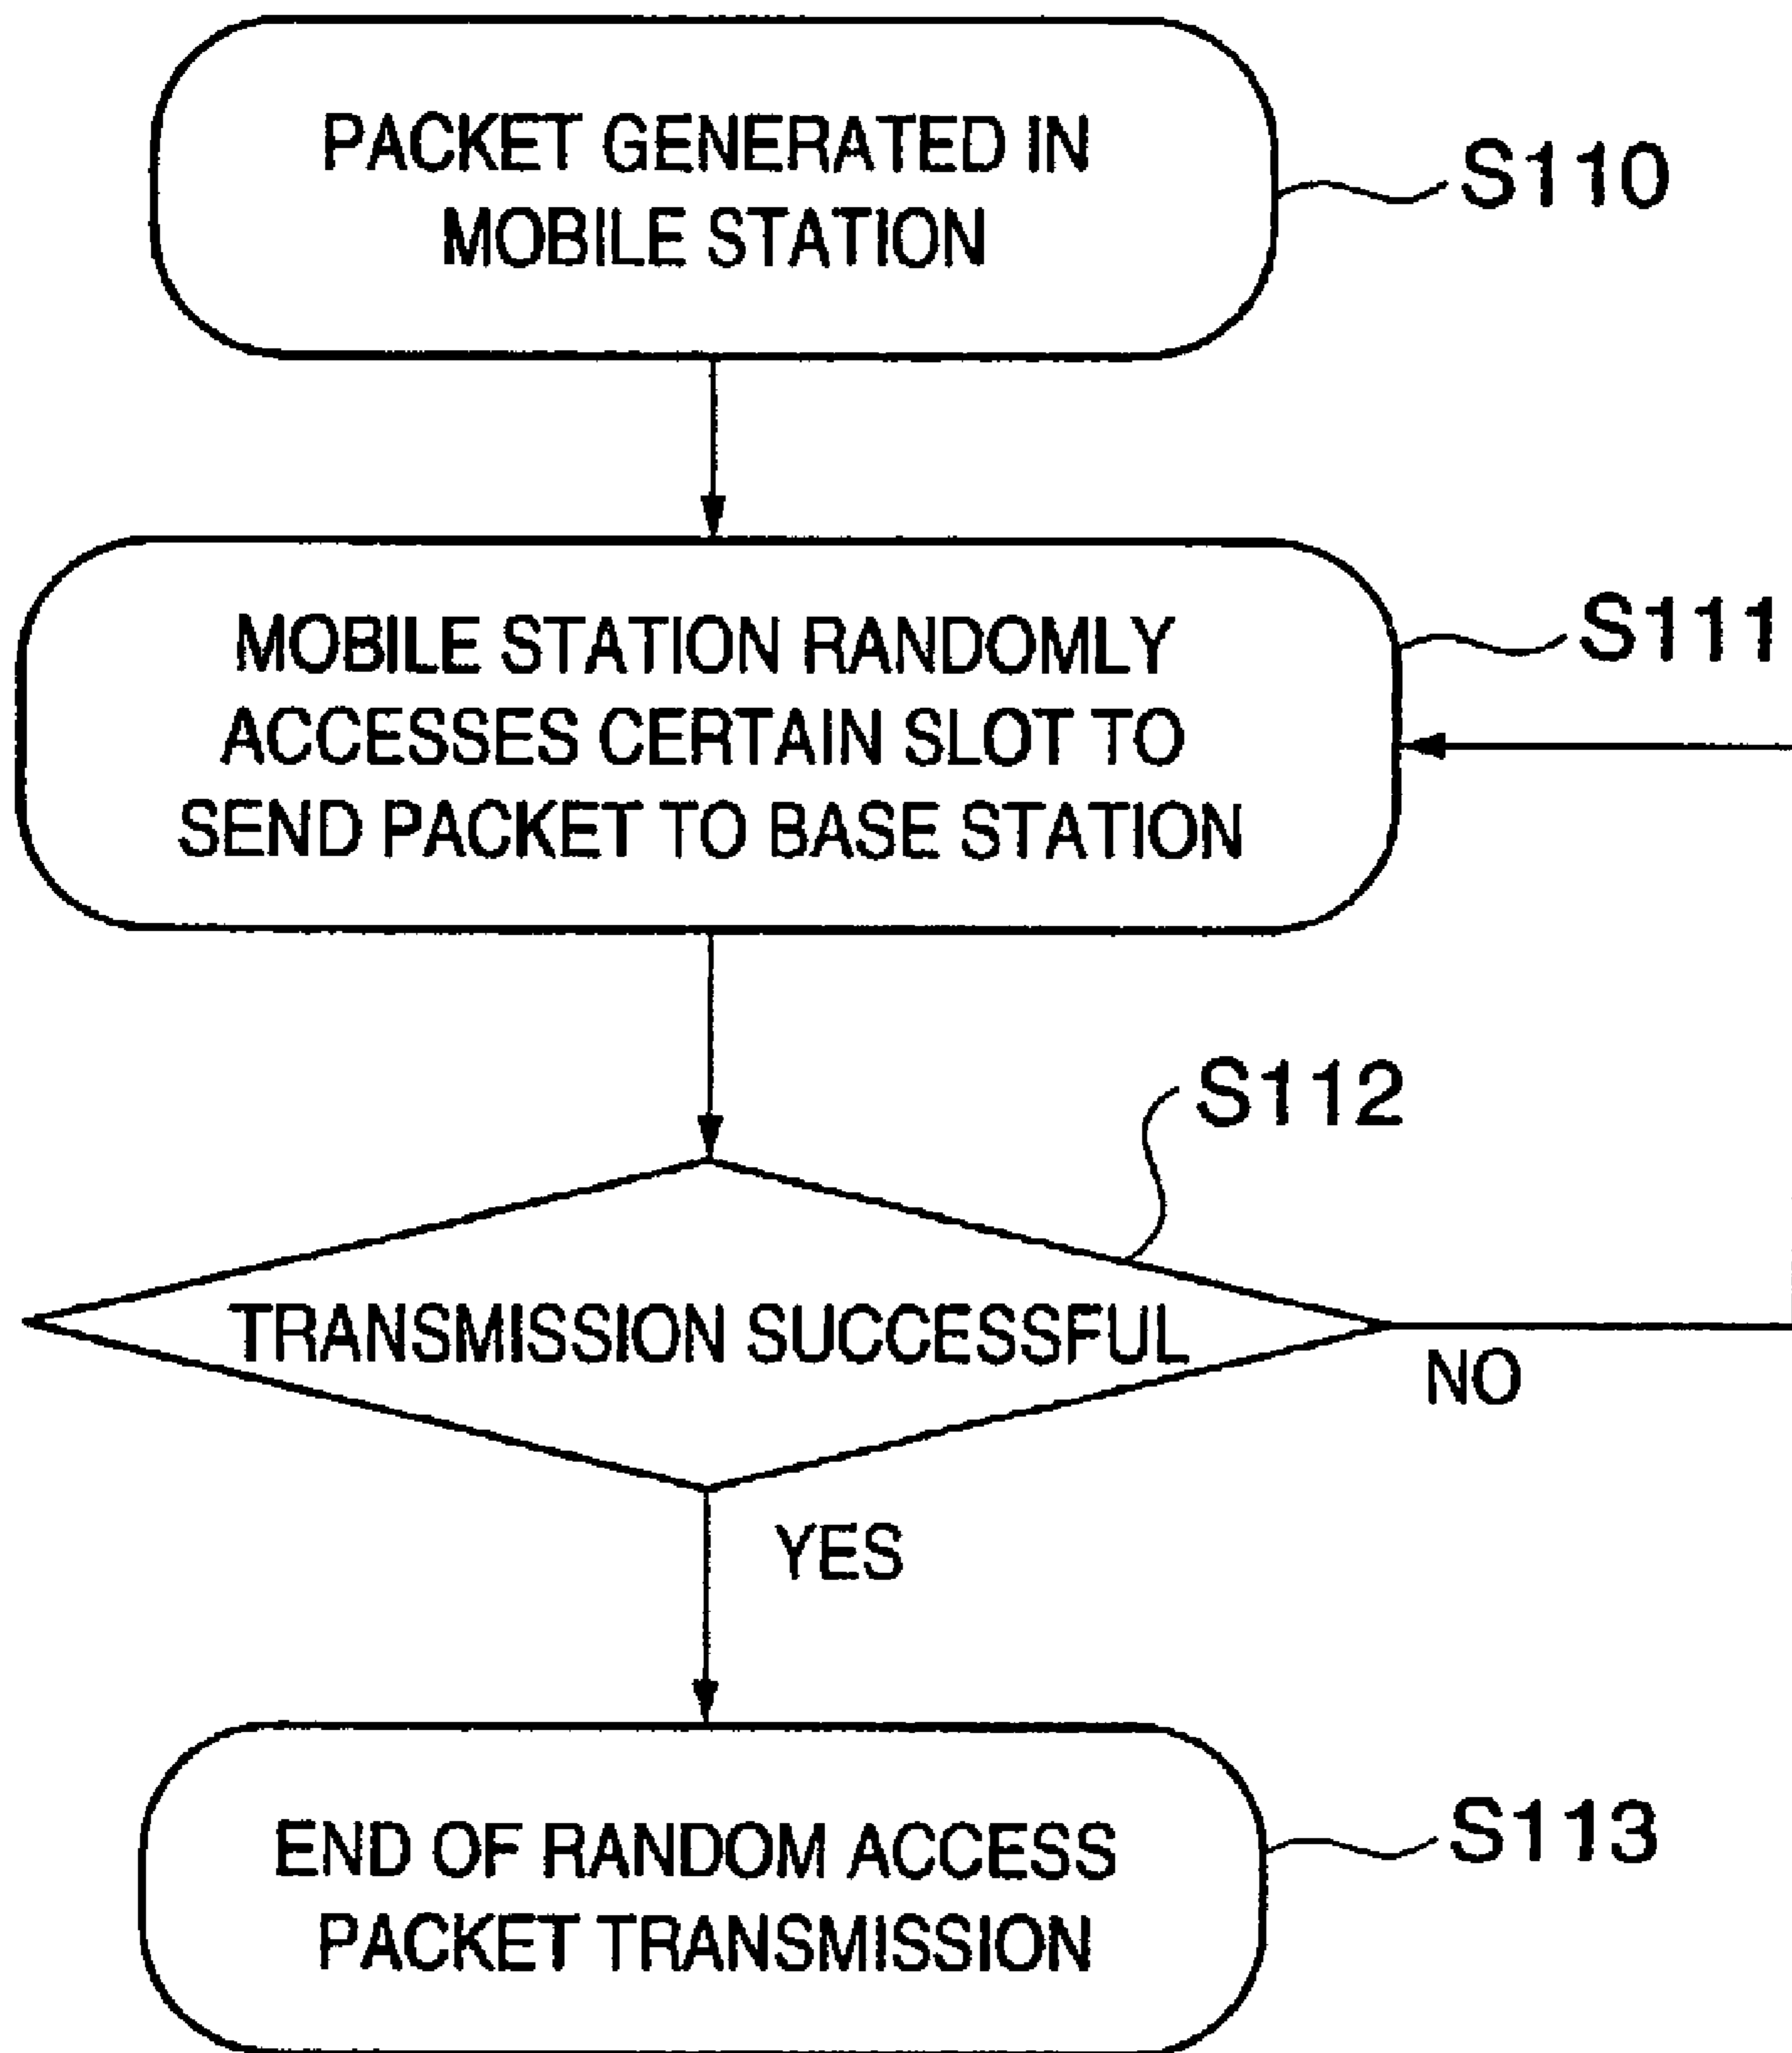 PACKET GENERATED IN
MOBILE STATION
S110
MOBILE STATION RANDOMLY
ACCESSES CERTAIN SLOT TO
SEND PACKET TO BASE STATION
S111
S112
TRANSMISSION SUCCESSFUL
NO
YES
END OF RANDOM ACCESS
PACKET TRANSMISSION
S113